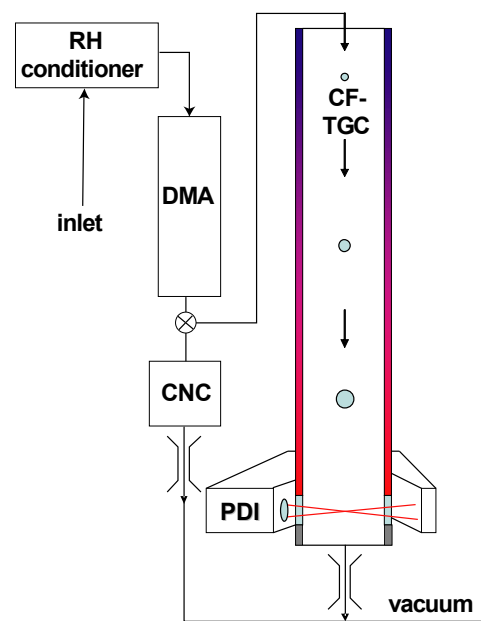 RH
conditioner
CF-
TGC
DMA
inlet
CNC
PDI
vacuum